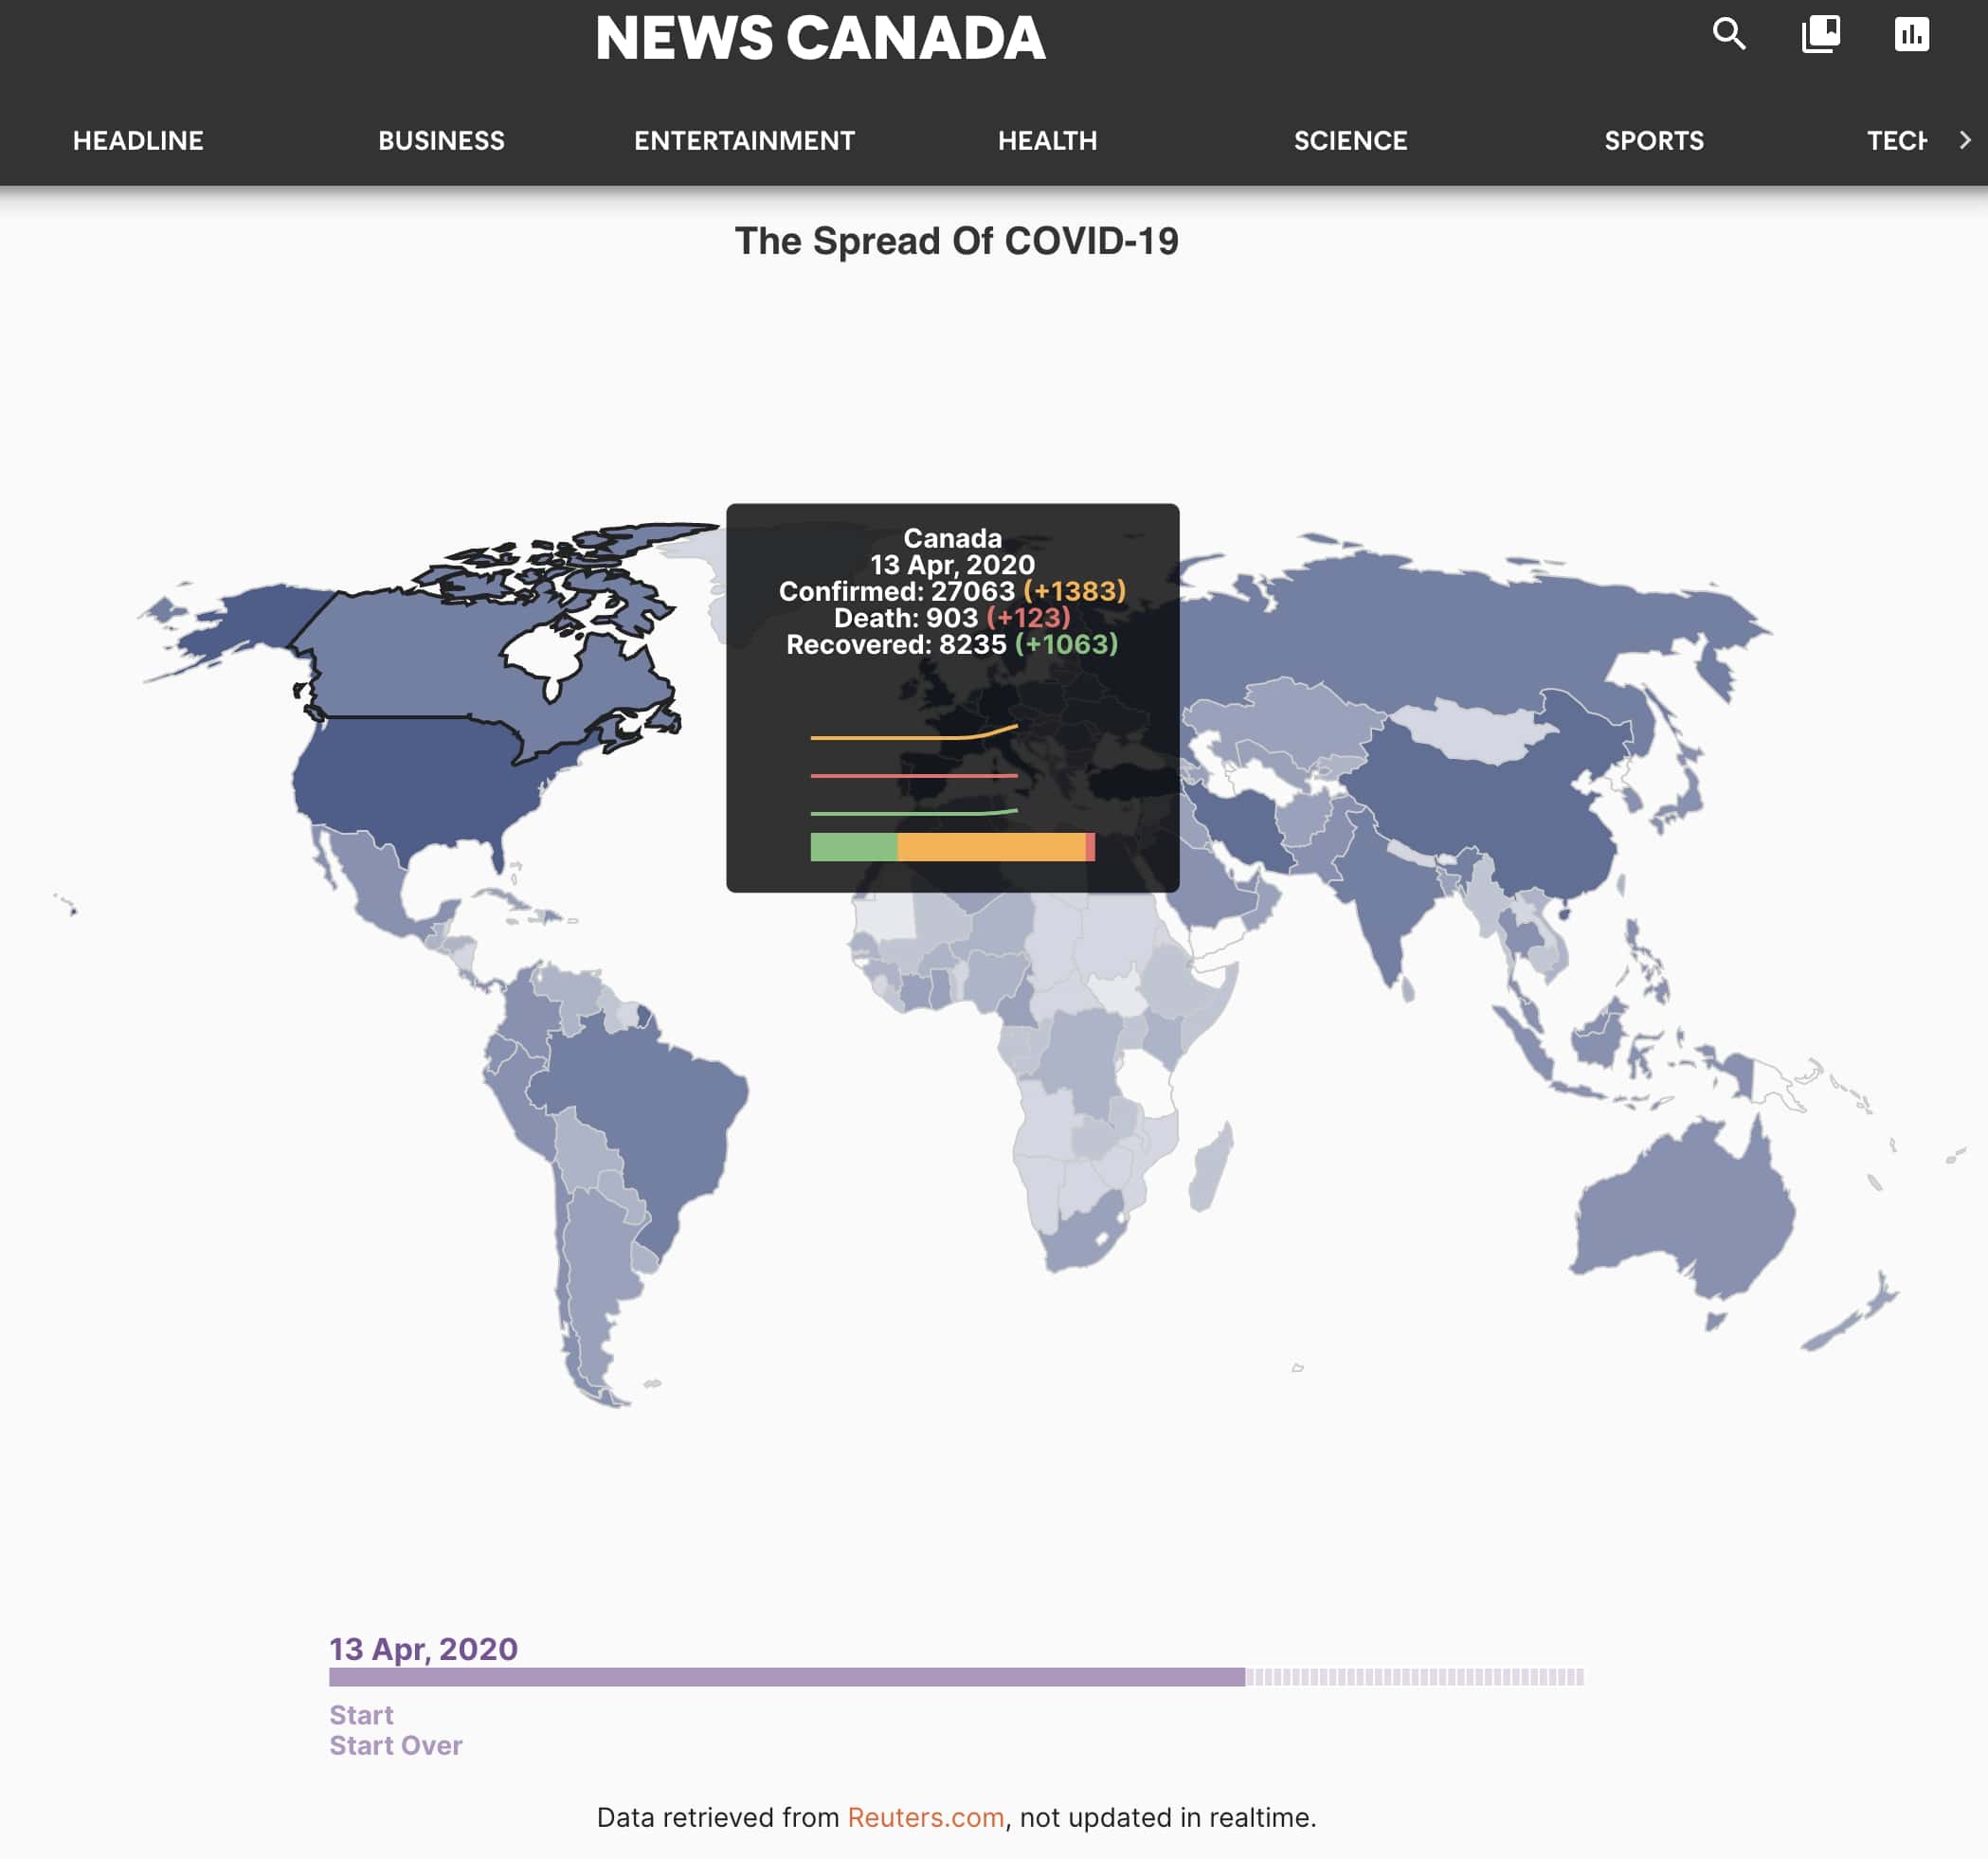 NEWS CANADA
HEADLINE
BUSINESS
ENTERTAINMENT
HEALTH
SCIENCE
SPORTS
The Spread Of COVID-19
Canada
13 Apr, 2020
Confirmed: 27063 (+1383)
Death: 903 (+123)
Recovered: 8235 (+1063)
13 Apr, 2020
Start
Start Over
Data retrieved from Reuters.com, not updated in realtime.